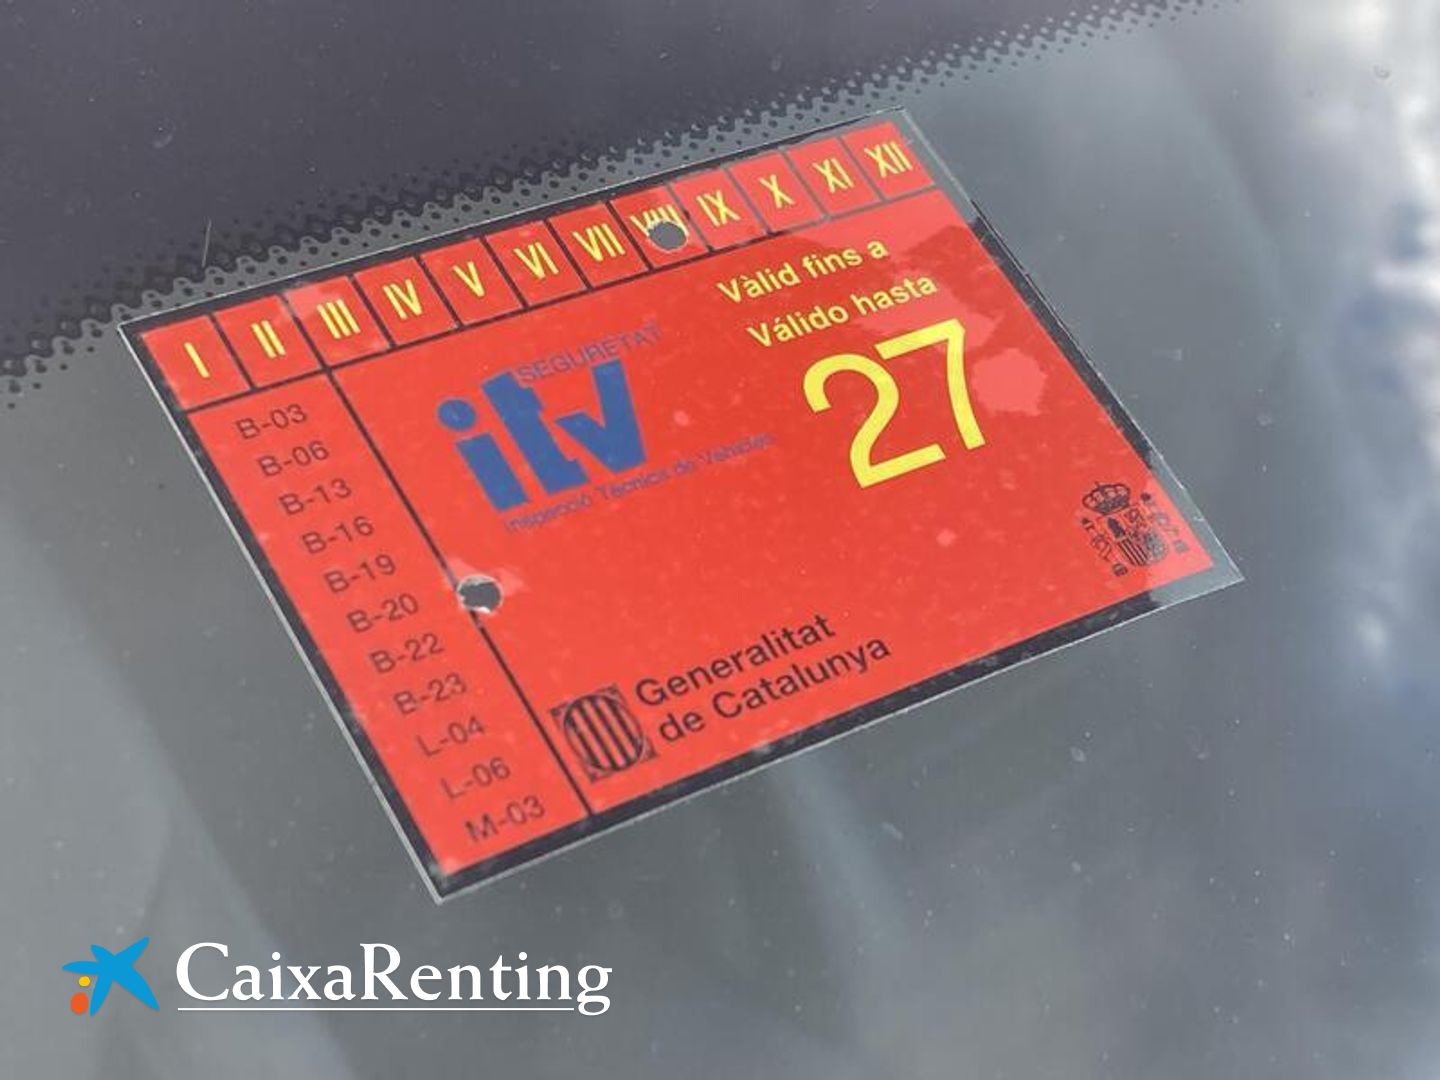 I II III IV V VI VII VIII IX X XI XII
Vàlid fins a
Válido hasta
27
SEGURETAT
itv
Inspecció Tècnica de Vehicles
B-03
B-06
B-13
B-16
B-19
B-20
B-22
B-23
L-04
L-06
M-03
Generalitat
de Catalunya
CaixaRenting